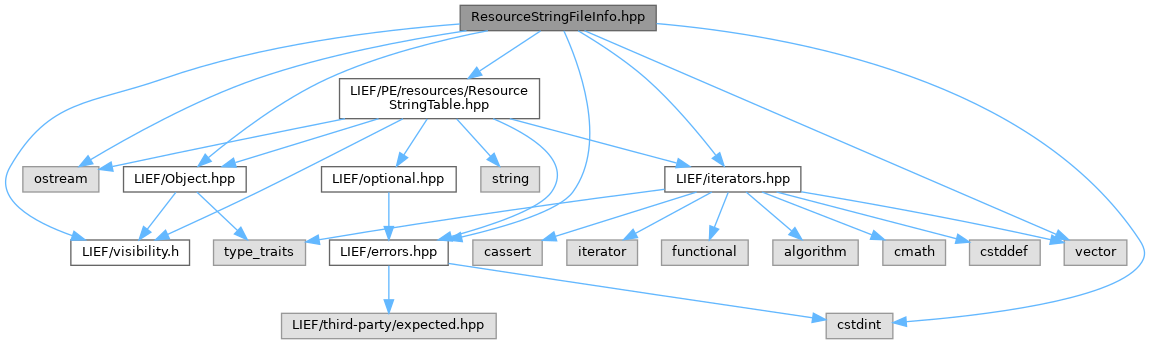 ResourceStringFileInfo.hpp
LIEF/PE/resources/Resource
StringTable.hpp
ostream
LIEF/Object.hpp
LIEF/optional.hpp
string
LIEF/iterators.hpp
LIEF/visibility.h
type_traits
LIEF/errors.hpp
cassert
iterator
functional
algorithm
cmath
cstddef
vector
LIEF/third-party/expected.hpp
cstdint